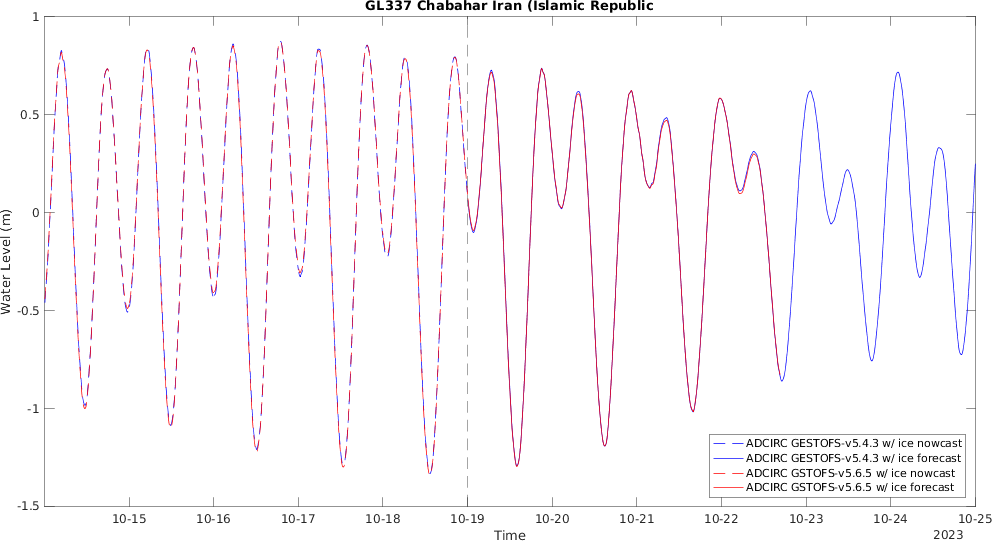 GL337 Chabahar Iran (Islamic Republic
1
0.5
0
-0.5
-1
-1.5
Water Level (m)
10-15 10-16 10-17 10-18 10-19 10-20 10-21 10-22 10-23 10-24 10-25
Time
2023
ADCIRC GESTOFS-v5.4.3 w/ ice nowcast
ADCIRC GESTOFS-v5.4.3 w/ ice forecast
ADCIRC GSTOFS-v5.6.5 w/ ice nowcast
ADCIRC GSTOFS-v5.6.5 w/ ice forecast